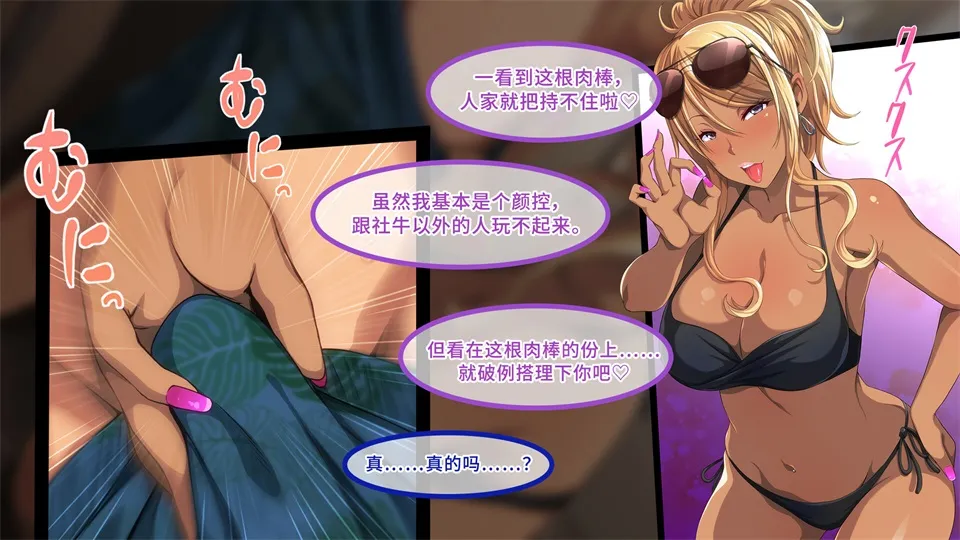 一看到这根肉棒，
人家就把持不住啦♡
クスクス
むに
むに
虽然我基本是个颜控，
跟社牛以外的人玩不起来。
但看在这根肉棒的份上……
就破例搭理下你吧♡
真……真的吗……？